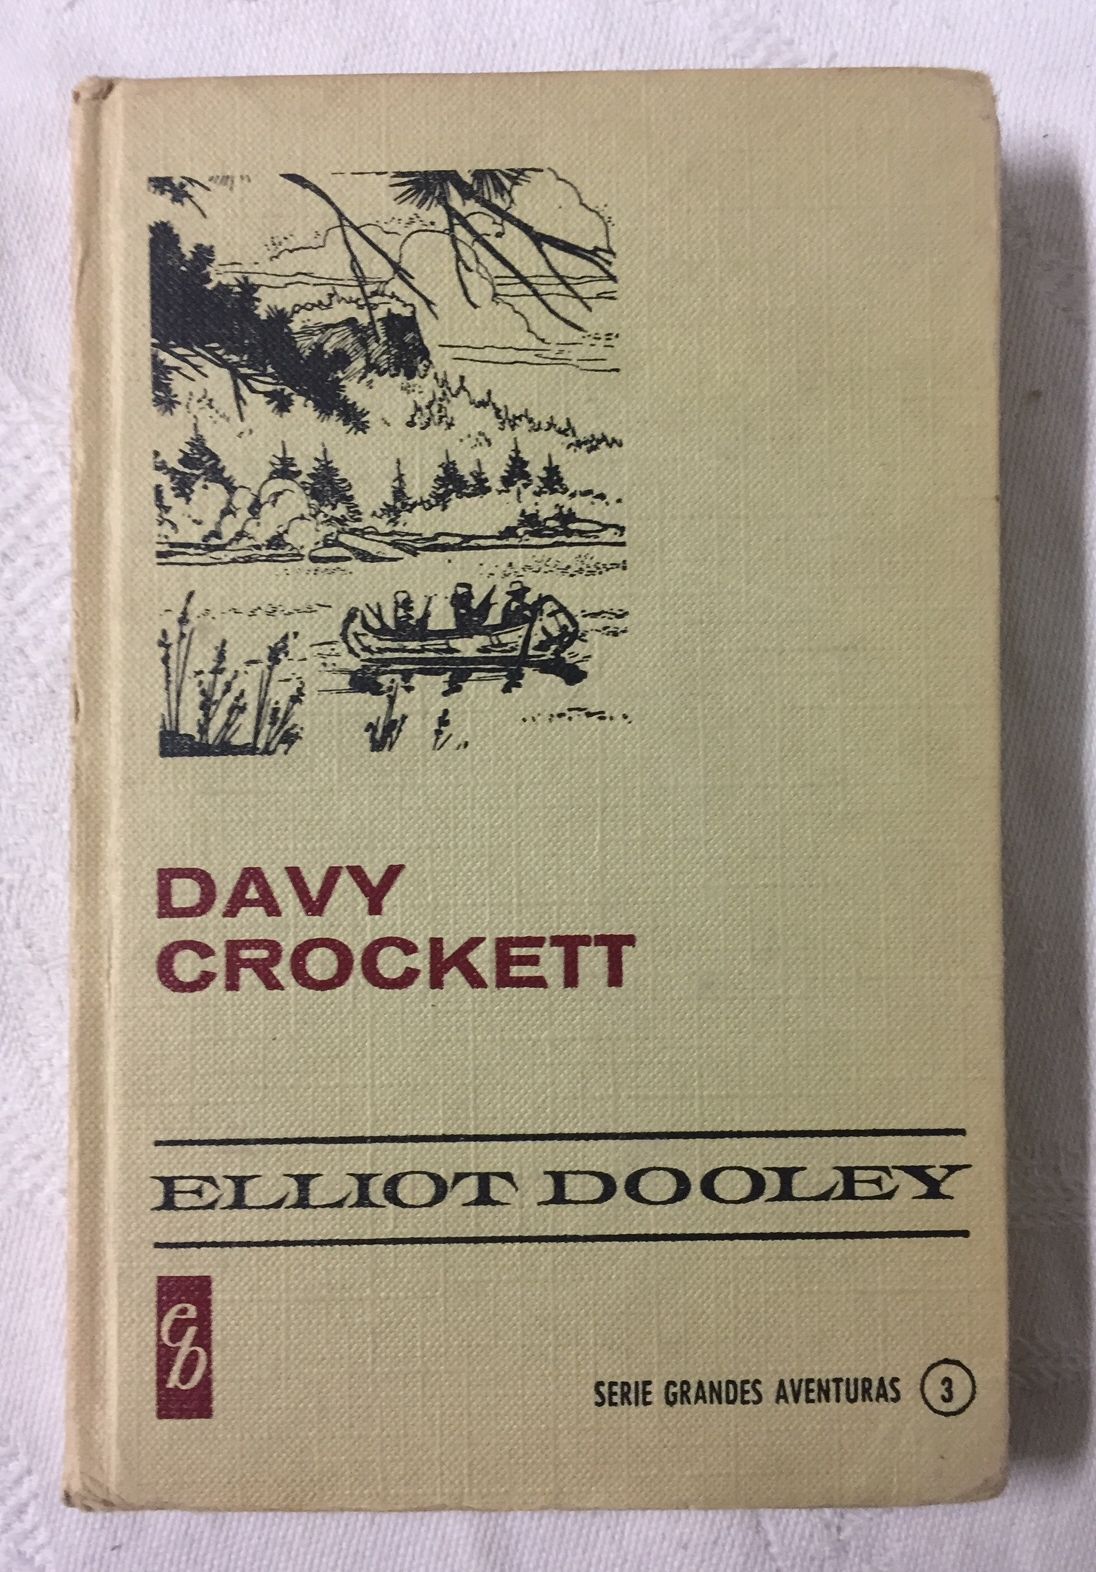 DAVY
CROCKETT
ELLIOT DOOLEY
eb
SERIE GRANDES AVENTURAS 3